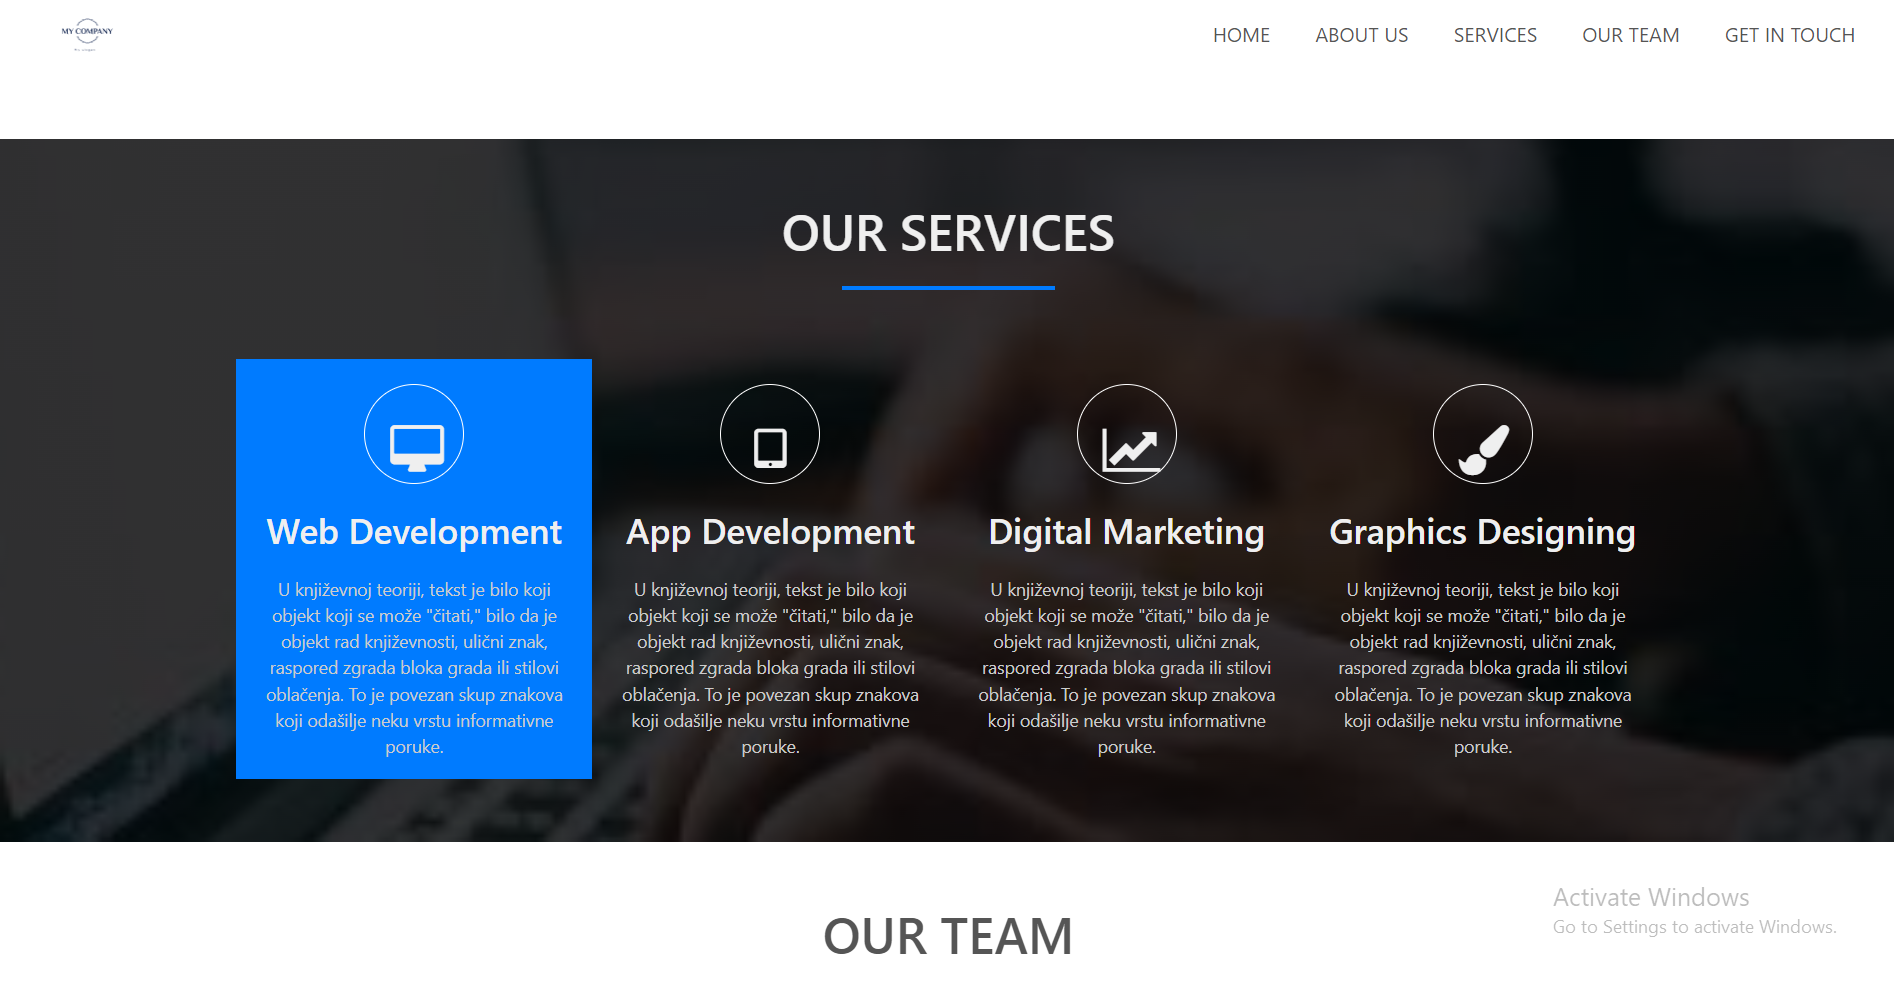 MY COMPANY
HOME
ABOUT US
SERVICES
OUR TEAM
GET IN TOUCH
OUR SERVICES
Web Development
U književnoj teoriji, tekst je bilo koji
objekt koji se može "čitati," bilo da je
objekt rad književnosti, ulični znak,
raspored zgrada bloka grada ili stilovi
oblačenja. To je povezan skup znakova
koji odašilje neku vrstu informativne
poruke.
App Development
U književnoj teoriji, tekst je bilo koji
objekt koji se može "čitati," bilo da je
objekt rad književnosti, ulični znak,
raspored zgrada bloka grada ili stilovi
oblačenja. To je povezan skup znakova
koji odašilje neku vrstu informativne
poruke.
Digital Marketing
U književnoj teoriji, tekst je bilo koji
objekt koji se može "čitati," bilo da je
objekt rad književnosti, ulični znak,
raspored zgrada bloka grada ili stilovi
oblačenja. To je povezan skup znakova
koji odašilje neku vrstu informativne
poruke.
Graphics Designing
U književnoj teoriji, tekst je bilo koji
objekt koji se može "čitati," bilo da je
objekt rad književnosti, ulični znak,
raspored zgrada bloka grada ili stilovi
oblačenja. To je povezan skup znakova
koji odašilje neku vrstu informativne
poruke.
OUR TEAM
Activate Windows
Go to Settings to activate Windows.